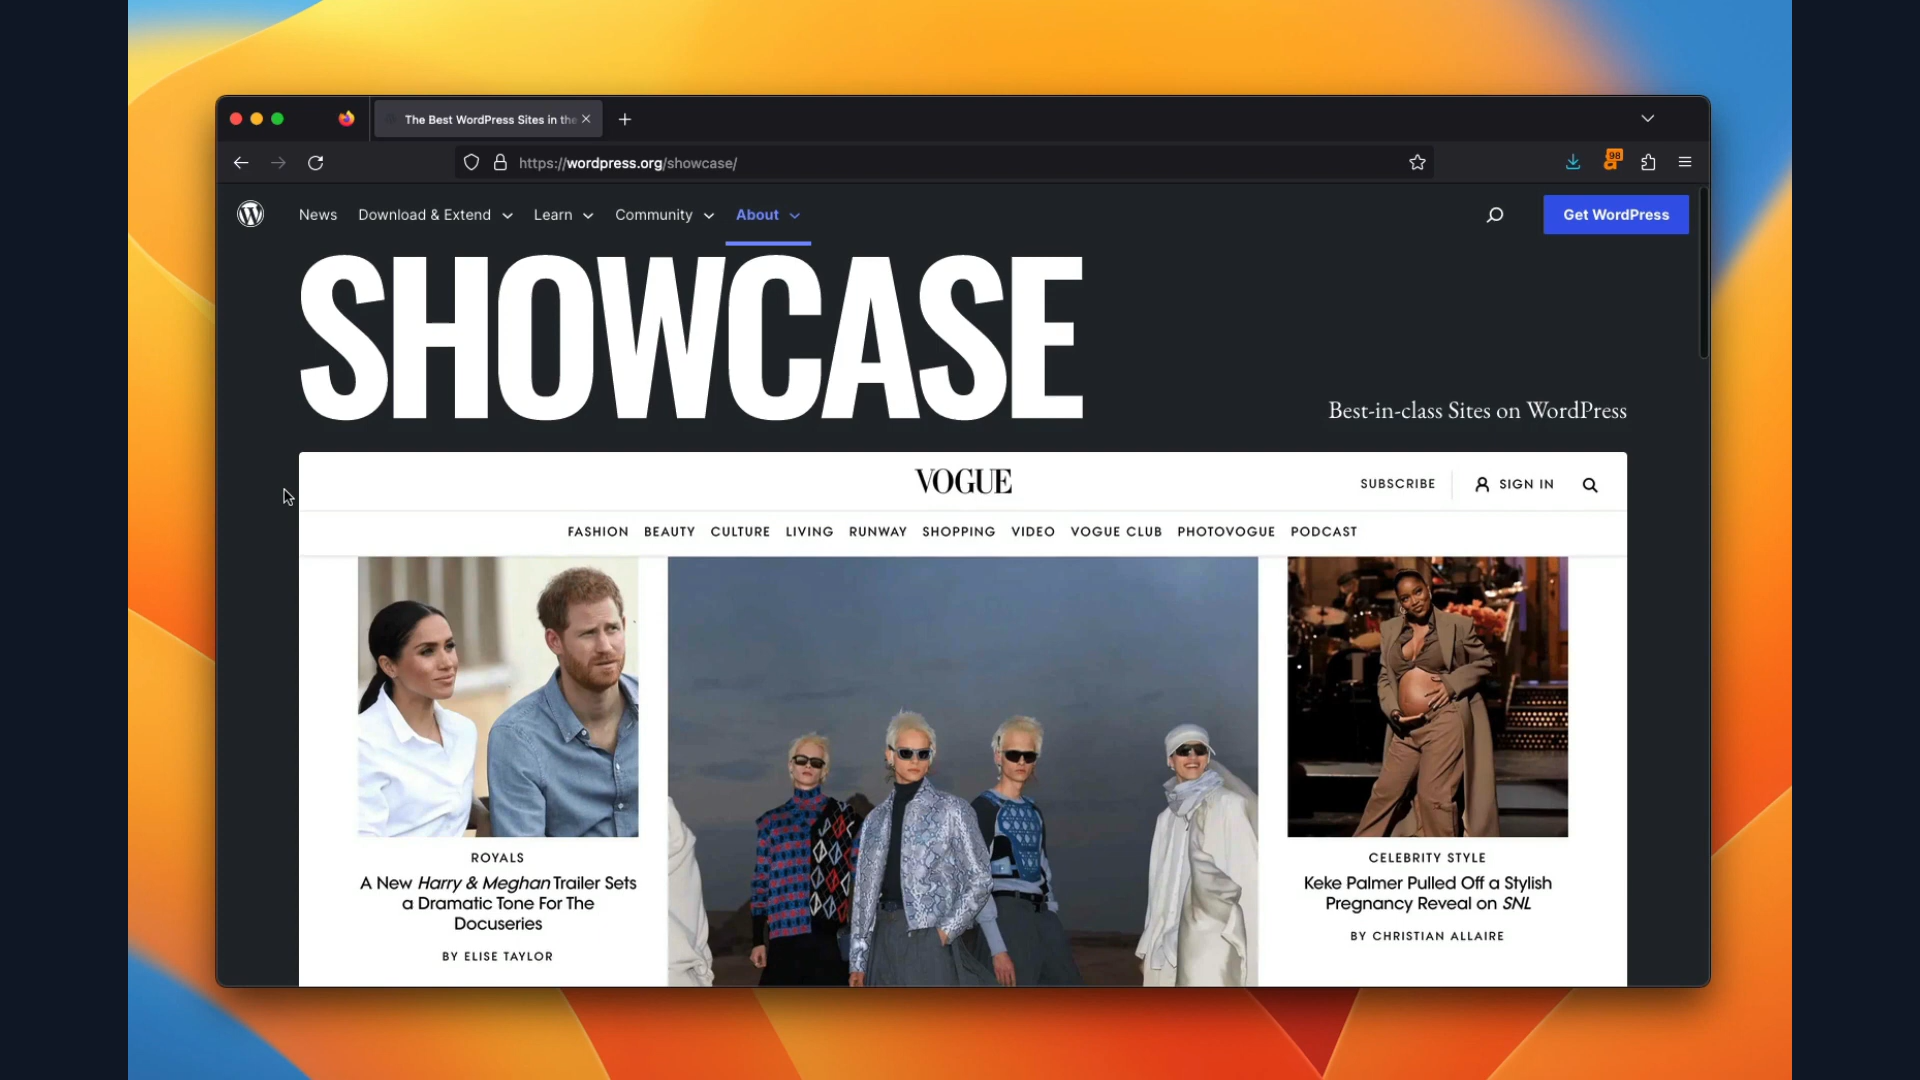 The Best WordPress Sites in the
https://wordpress.org/showcase/
98
News Download & Extend Learn Community About
Get WordPress
SHOWCASE
Best-in-class Sites on WordPress
VOGUE
SUBSCRIBE SIGN IN
FASHION BEAUTY CULTURE LIVING RUNWAY SHOPPING VIDEO VOGUE CLUB PHOTOVOGUE PODCAST
ROYALS
A New Harry & Meghan Trailer Sets
a Dramatic Tone For The
Docuseries
BY ELISE TAYLOR
CELEBRITY STYLE
Keke Palmer Pulled Off a Stylish
Pregnancy Reveal on SNL
BY CHRISTIAN ALLAIRE